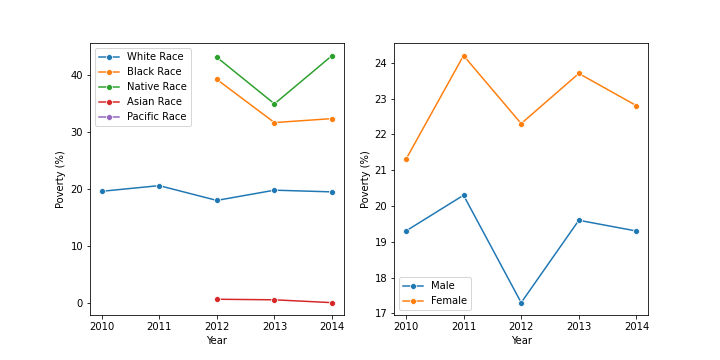 White Race
Black Race
Native Race
Asian Race
Pacific Race
40
30
20
10
0
Poverty (%)
2010 2011 2012 2013 2014
Year
24
23
22
21
20
19
18
17
Poverty (%)
Male
Female
2010 2011 2012 2013 2014
Year